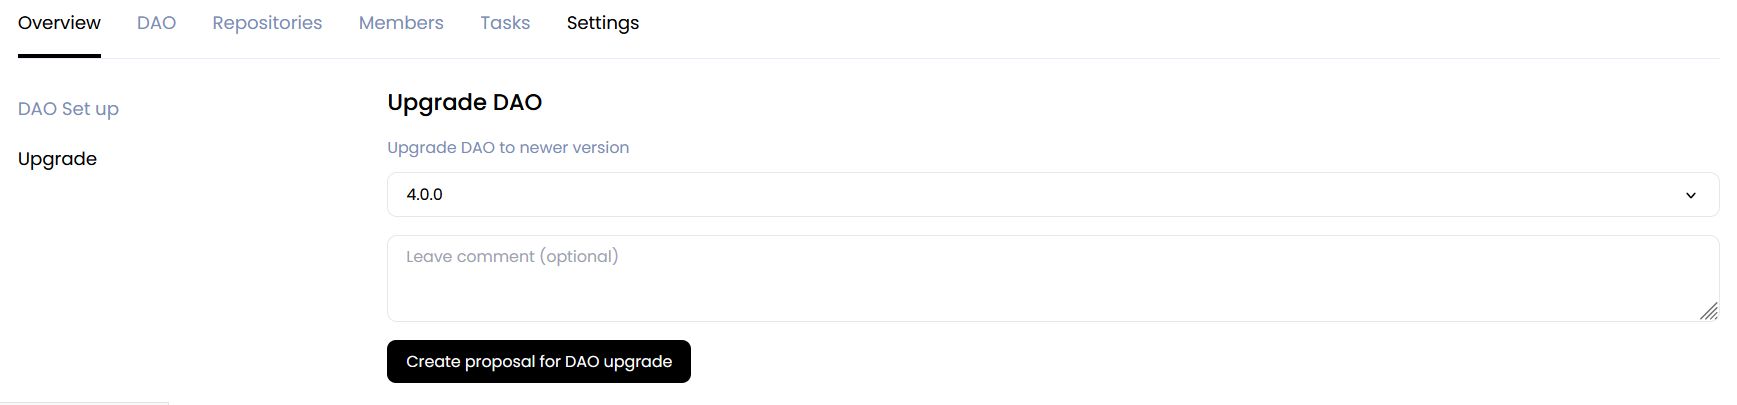 Overview DAO Repositories Members Tasks Settings
DAO Set up
Upgrade
Upgrade DAO
Upgrade DAO to newer version
4.0.0
Leave comment (optional)
Create proposal for DAO upgrade